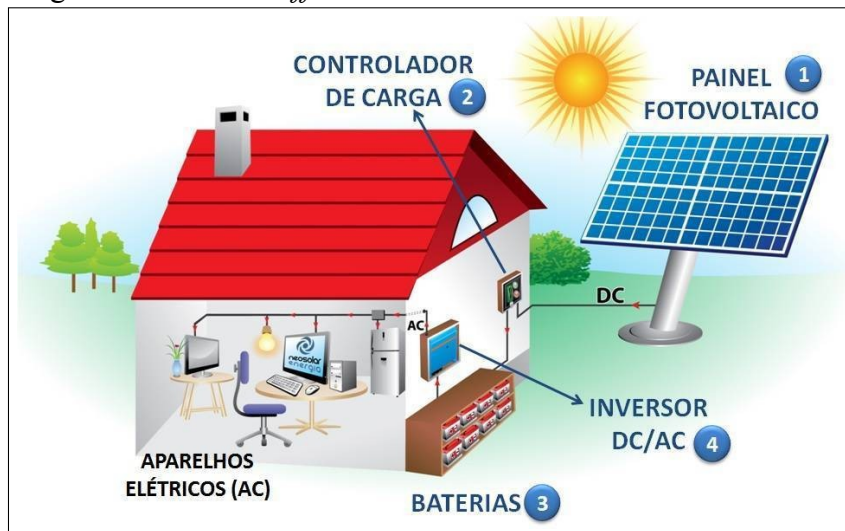 ff
CONTROLADOR
DE CARGA 2
PAINEL 1
FOTOVOLTAICO
DC
AC
neosolar
energia
INVERSOR
DC/AC 4
APARELHOS
ELÉTRICOS (AC)
BATERIAS 3